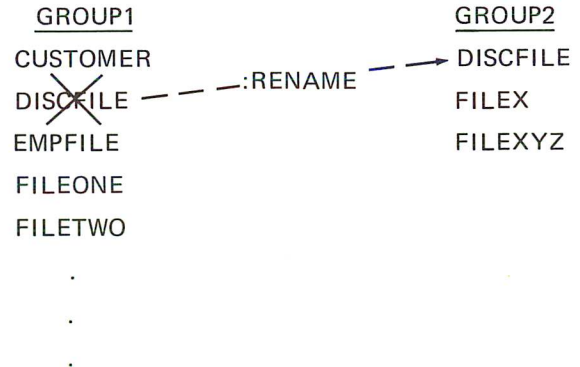 GROUP1
CUSTOMER
DISCFILE
EMPFILE
FILEONE
FILETWO
.
.
.
:RENAME
GROUP2
DISCFILE
FILEX
FILEXYZ